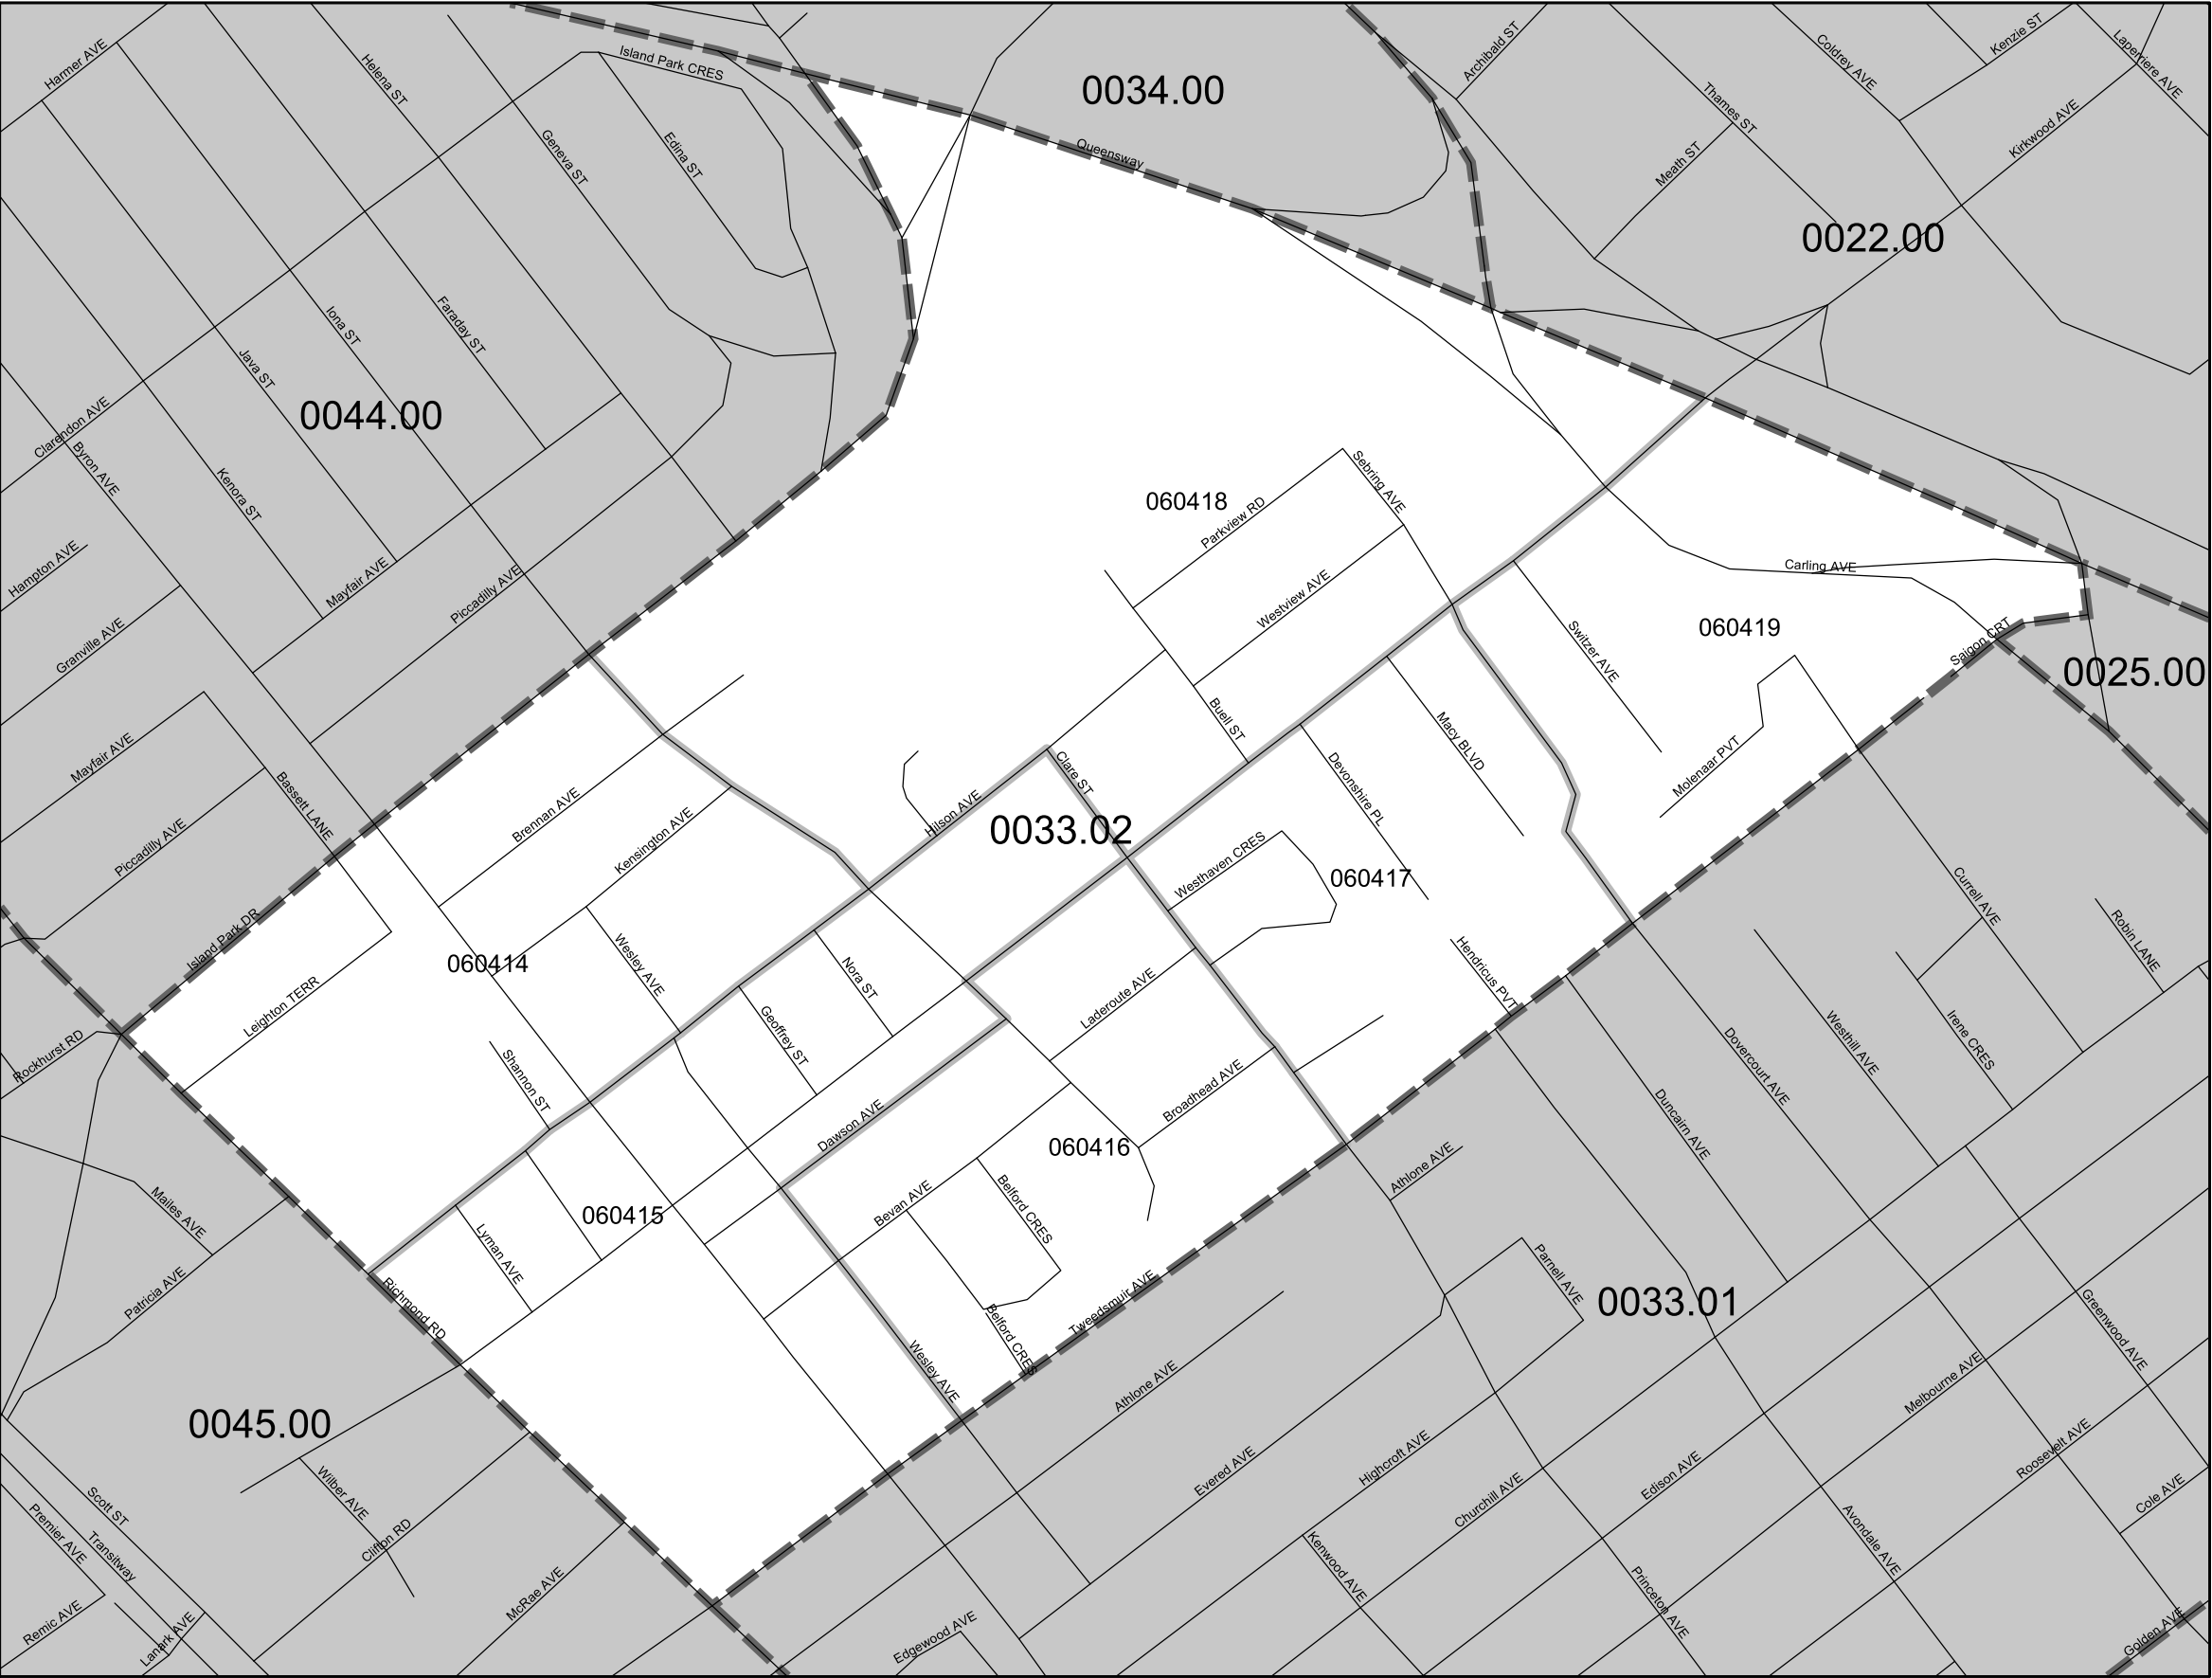 Harmer AVE
Helena ST
Island Park CRES
0034.00
Archibald ST
Coldrey AVE
Kenzie ST
Laperriere AVE
Geneva ST
Edina ST
Queensway
Thames ST
Meath ST
Kirkwood AVE
0022.00
Iona ST
Faraday ST
Java ST
0044.00
Clarendon AVE
Byron AVE
Kenora ST
Sebring AVE
060418
Parkview RD
Hampton AVE
Mayfair AVE
Piccadilly AVE
Westview AVE
Carling AVE
Granville AVE
Switzer AVE
060419
Saigon CRT
0025.00
Mayfair AVE
Buell ST
Macy BLVD
Molenaar PVT
Bassett LANE
Brennan AVE
Clare ST
Devonshire PL
Hilson AVE
0033.02
Kensington AVE
Piccadilly AVE
Westhaven CRES
060417
Currell AVE
Island Park DR
060414
Wesley AVE
Nora ST
Hendricus PVT
Robin LANE
Leighton TERR
Laderoute AVE
Geoffrey ST
Rockhurst RD
Shannon ST
Dovercourt AVE
Westhill AVE
Irene CRES
Broadhead AVE
Dawson AVE
060416
Duncairn AVE
Athlone AVE
Mailes AVE
060415
Bevan AVE
Belford CRES
Lyman AVE
Patricia AVE
Richmond RD
Tweedsmuir AVE
Belford CRES
Parnell AVE
0033.01
Greenwood AVE
Wesley AVE
Athlone AVE
Melbourne AVE
0045.00
Evered AVE
Highcroft AVE
Edison AVE
Roosevelt AVE
Wilber AVE
Churchill AVE
Cole AVE
Scott ST
Premier AVE
Transitway
Clifton RD
Avondale AVE
McRae AVE
Kenwood AVE
Princeton AVE
Remic AVE
Lanark AVE
Edgewood AVE
Golden AVE